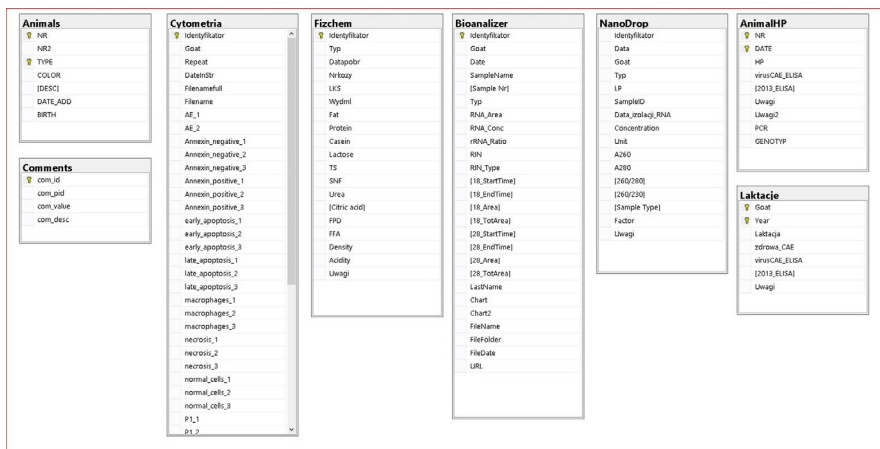 Animals
NR
NR2
TYPE
COLOR
[DESC]
DATE_ADD
BIRTH
Comments
com_id
com_pid
com_value
com_desc
Cytometria
Identyfikator
Goat
Repeat
DateInStr
Filenamefull
Filename
AE_1
AE_2
Annexin_negative_1
Annexin_negative_2
Annexin_negative_3
Annexin_positive_1
Annexin_positive_2
Annexin_positive_3
early_apoptosis_1
early_apoptosis_2
early_apoptosis_3
late_apoptosis_1
late_apoptosis_2
late_apoptosis_3
macrophages_1
macrophages_2
macrophages_3
necrosis_1
necrosis_2
necrosis_3
normal_cells_1
normal_cells_2
normal_cells_3
P1_1
P1_2
Fizchem
Identyfikator
Typ
Datapobr
Nrkozy
LKS
Wydml
Fat
Protein
Casein
Lactose
TS
SNF
Urea
[Citric acid]
FPD
FFA
Density
Acidity
Uwagi
Bioanalizer
Identyfikator
Goat
Date
SampleName
[Sample Nr]
Typ
RNA_Area
RNA_Conc
rRNA_Ratio
RIN
RIN_Type
[18_StartTime]
[18_EndTime]
[18_Area]
[18_TotArea]
[28_StartTime]
[28_EndTime]
[28_Area]
[28_TotArea]
LastName
Chart
Chart2
FileName
FileFolder
FileDate
URL
NanoDrop
Identyfikator
Data
Goat
Typ
LP
SampleID
Data_izolacji_RNA
Concentration
Unit
A260
A280
[260/280]
[260/230]
[Sample Type]
Factor
Uwagi
AnimalHP
NR
DATE
HP
virusCAE_ELISA
[2013_ELISA]
Uwagi
Uwagi2
PCR
GENOTYP
Laktacje
Goat
Year
Laktacja
zdrowa_CAE
virusCAE_ELISA
[2013_ELISA]
Uwagi